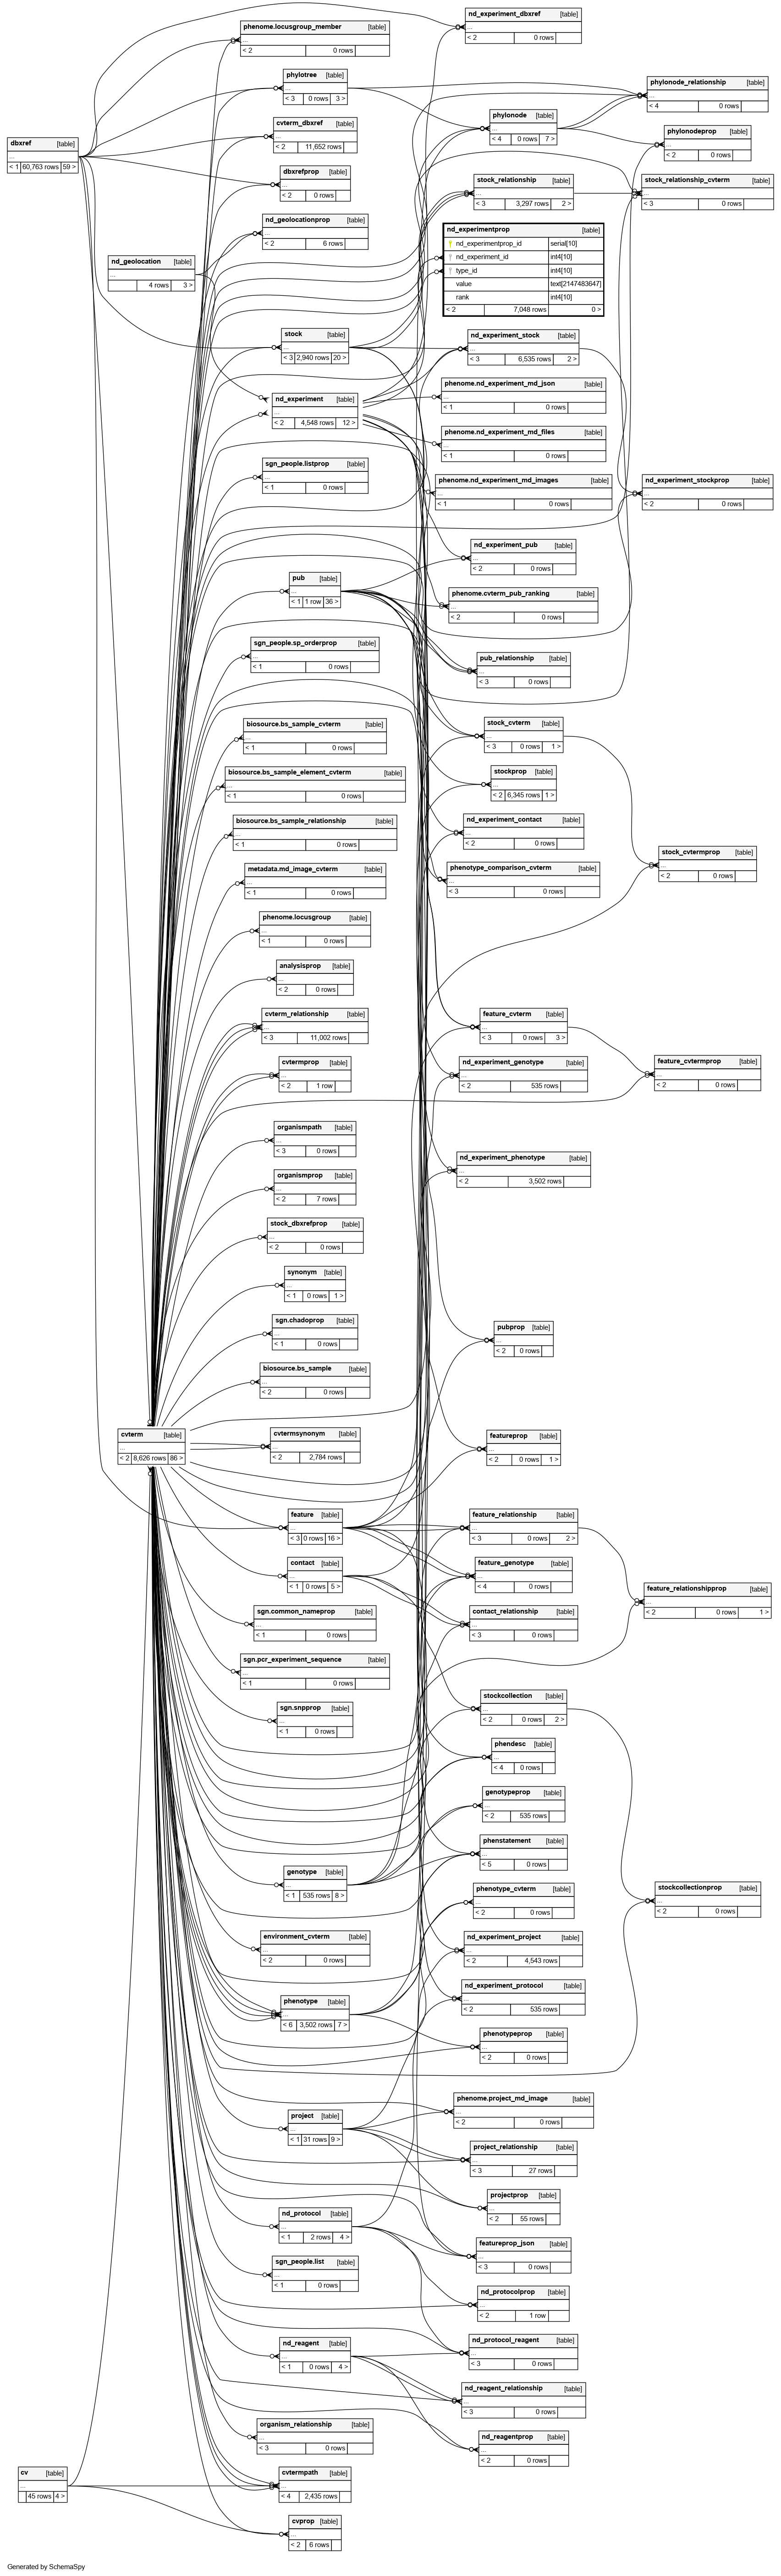 nd_experiment_dbxref [table]
...
< 2 0 rows
phenome.locusgroup_member [table]
...
< 2 0 rows
phylotree [table]
...
< 3 0 rows 3 >
phylonode_relationship [table]
...
< 4 0 rows
cvterm_dbxref [table]
...
< 2 11,652 rows
phylonode [table]
...
< 4 0 rows 7 >
phylonodeprop [table]
...
< 2 0 rows
dbxref [table]
...
< 1 60,763 rows 59 >
dbxrefprop [table]
...
< 2 0 rows
stock_relationship [table]
...
< 3 3,297 rows 2 >
stock_relationship_cvterm [table]
...
< 3 0 rows
nd_geolocationprop [table]
...
< 2 6 rows
nd_experimentprop [table]
nd_experimentprop_id serial[10]
nd_experiment_id int4[10]
type_id int4[10]
value text[2147483647]
rank int4[10]
< 2 7,048 rows 0 >
nd_geolocation [table]
...
4 rows 3 >
stock [table]
...
< 3 2,940 rows 20 >
nd_experiment_stock [table]
...
< 3 6,535 rows 2 >
nd_experiment [table]
...
< 2 4,548 rows 12 >
phenome.nd_experiment_md_json [table]
...
< 1 0 rows
phenome.nd_experiment_md_files [table]
...
< 1 0 rows
sgn_people.listprop [table]
...
< 1 0 rows
phenome.nd_experiment_md_images [table]
...
< 1 0 rows
nd_experiment_stockprop [table]
...
< 2 0 rows
nd_experiment_pub [table]
...
< 2 0 rows
pub [table]
...
< 1 1 row 36 >
phenome.cvterm_pub_ranking [table]
...
< 2 0 rows
sgn_people.sp_orderprop [table]
...
< 1 0 rows
pub_relationship [table]
...
< 3 0 rows
biosource.bs_sample_cvterm [table]
...
< 1 0 rows
stock_cvterm [table]
...
< 3 0 rows 1 >
biosource.bs_sample_element_cvterm [table]
...
< 1 0 rows
stockprop [table]
...
< 2 6,345 rows 1 >
biosource.bs_sample_relationship [table]
...
< 1 0 rows
nd_experiment_contact [table]
...
< 2 0 rows
stock_cvtermprop [table]
...
< 2 0 rows
metadata.md_image_cvterm [table]
...
< 1 0 rows
phenotype_comparison_cvterm [table]
...
< 3 0 rows
phenome.locusgroup [table]
...
< 1 0 rows
analysisprop [table]
...
< 2 0 rows
cvterm_relationship [table]
...
< 3 11,002 rows
feature_cvterm [table]
...
< 3 0 rows 3 >
cvtermprop [table]
...
< 2 1 row
nd_experiment_genotype [table]
...
< 2 535 rows
feature_cvtermprop [table]
...
< 2 0 rows
organismpath [table]
...
< 3 0 rows
nd_experiment_phenotype [table]
...
< 2 3,502 rows
organismprop [table]
...
< 2 7 rows
stock_dbxrefprop [table]
...
< 2 0 rows
synonym [table]
...
< 1 0 rows 1 >
sgn.chadoprop [table]
...
< 1 0 rows
pubprop [table]
...
< 2 0 rows
biosource.bs_sample [table]
...
< 2 0 rows
cvterm [table]
...
< 2 8,626 rows 86 >
cvtermsynonym [table]
...
< 2 2,784 rows
featureprop [table]
...
< 2 0 rows 1 >
feature [table]
...
< 3 0 rows 16 >
feature_relationship [table]
...
< 3 0 rows 2 >
contact [table]
...
< 1 0 rows 5 >
feature_genotype [table]
...
< 4 0 rows
feature_relationshipprop [table]
...
< 2 0 rows 1 >
sgn.common_nameprop [table]
...
< 1 0 rows
contact_relationship [table]
...
< 3 0 rows
sgn.pcr_experiment_sequence [table]
...
< 1 0 rows
sgn.snpprop [table]
...
< 1 0 rows
stockcollection [table]
...
< 2 0 rows 2 >
phendesc [table]
...
< 4 0 rows
genotypeprop [table]
...
< 2 535 rows
phenstatement [table]
...
< 5 0 rows
genotype [table]
...
< 1 535 rows 8 >
phenotype_cvterm [table]
...
< 2 0 rows
stockcollectionprop [table]
...
< 2 0 rows
environment_cvterm [table]
...
< 2 0 rows
nd_experiment_project [table]
...
< 2 4,543 rows
phenotype [table]
...
< 6 3,502 rows 7 >
nd_experiment_protocol [table]
...
< 2 535 rows
phenotypeprop [table]
...
< 2 0 rows
phenome.project_md_image [table]
...
< 2 0 rows
project [table]
...
< 1 31 rows 9 >
project_relationship [table]
...
< 3 27 rows
projectprop [table]
...
< 2 55 rows
nd_protocol [table]
...
< 1 2 rows 4 >
featureprop_json [table]
...
< 3 0 rows
sgn_people.list [table]
...
< 1 0 rows
nd_protocolprop [table]
...
< 2 1 row
nd_reagent [table]
...
< 1 0 rows 4 >
nd_protocol_reagent [table]
...
< 3 0 rows
nd_reagent_relationship [table]
...
< 3 0 rows
organism_relationship [table]
...
< 3 0 rows
nd_reagentprop [table]
...
< 2 0 rows
cv [table]
...
45 rows 4 >
cvtermpath [table]
...
< 4 2,435 rows
cvprop [table]
...
< 2 6 rows
Generated by SchemaSpy